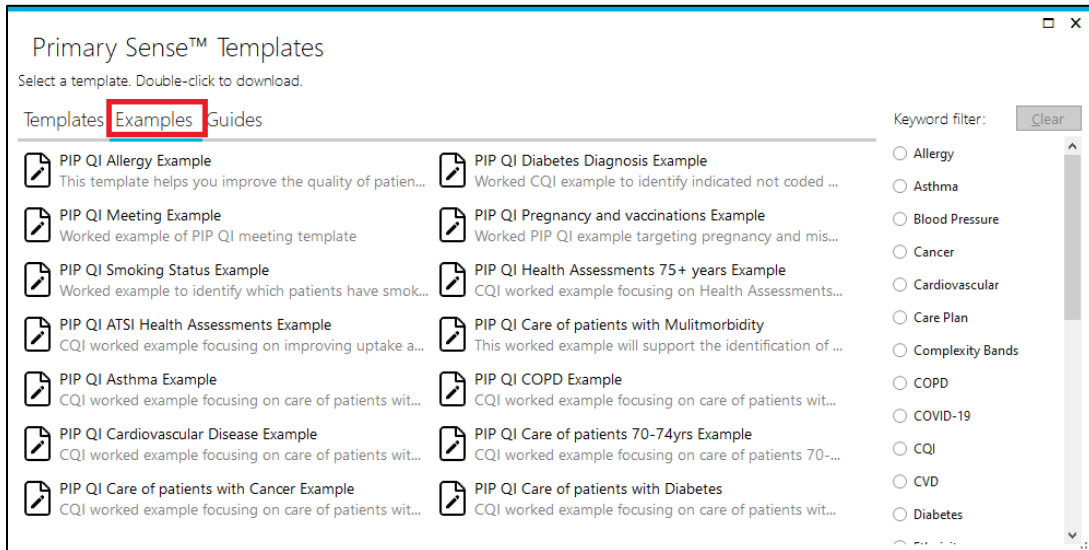 Primary Sense™ Templates
Select a template. Double-click to download.
Templates Examples Guides
PIP QI Allergy Example
This template helps you improve the quality of patien...
PIP QI Meeting Example
Worked example of PIP QI meeting template
PIP QI Smoking Status Example
Worked example to identify which patients have smok...
PIP QI ATSI Health Assessments Example
CQI worked example focusing on improving uptake a...
PIP QI Asthma Example
CQI worked example focusing on care of patients wit...
PIP QI Cardiovascular Disease Example
CQI worked example focusing on care of patients wit...
PIP QI Care of patients with Cancer Example
CQI worked example focusing on care of patients wit...
PIP QI Diabetes Diagnosis Example
Worked CQI example to identify indicated not coded ...
PIP QI Pregnancy and vaccinations Example
Worked PIP QI example targeting pregnancy and mis...
PIP QI Health Assessments 75+ years Example
CQI worked example focusing on Health Assessments...
PIP QI Care of patients with Mulitmorbidity
This worked example will support the identification of ...
PIP QI COPD Example
CQI worked example focusing on care of patients wit...
PIP QI Care of patients 70-74yrs Example
CQI worked example focusing on care of patients 70-...
PIP QI Care of patients with Diabetes
CQI worked example focusing on care of patients wit...
Keyword filter: Clear
Allergy
Asthma
Blood Pressure
Cancer
Cardiovascular
Care Plan
Complexity Bands
COPD
COVID-19
CQI
CVD
Diabetes